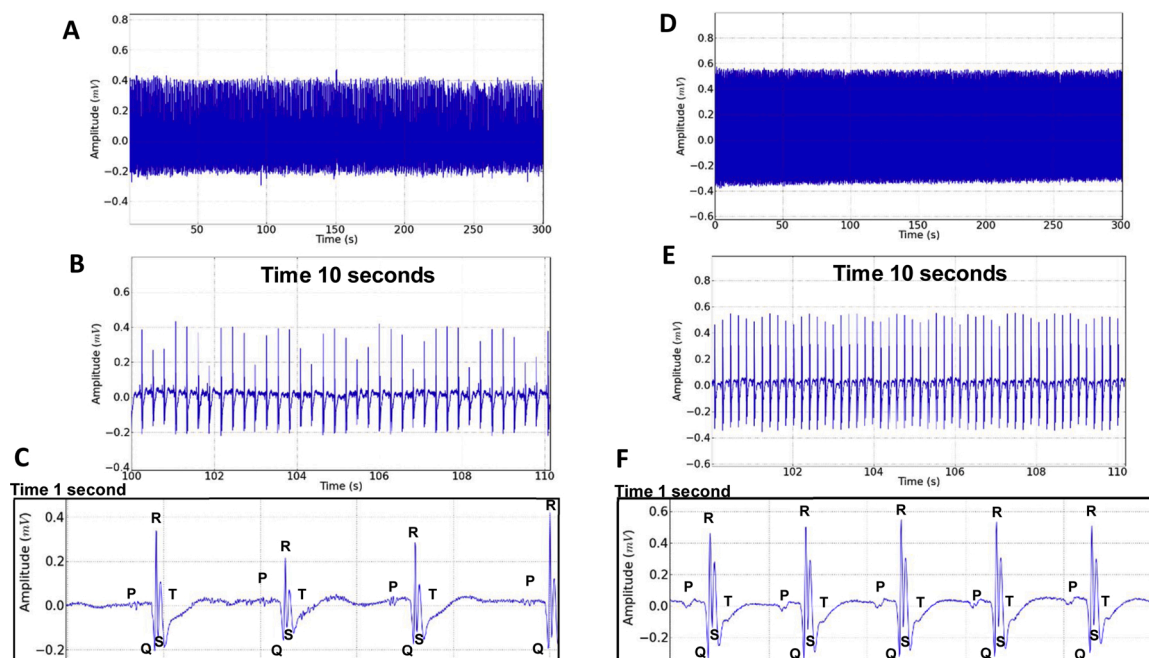 A
Amplitude (mV)
0.8
0.6
0.4
0.2
0.0
−0.2
−0.4
50
100
150
200
250
300
Time (s)
B
Time 10 seconds
Amplitude (mV)
0.6
0.4
0.2
0.0
−0.2
−0.4
100
102
104
106
108
110
Time (s)
C
Time 1 second
Amplitude (mV)
0.4
0.2
0.0
−0.2
R
R
R
R
P
T
P
T
P
T
P
Q
S
Q
S
Q
S
Q
D
Amplitude (mV)
0.8
0.6
0.4
0.2
0.0
−0.2
−0.4
−0.6
0
50
100
150
200
250
300
Time (s)
E
Time 10 seconds
Amplitude (mV)
0.8
0.6
0.4
0.2
0.0
−0.2
−0.4
−0.6
102
104
106
108
110
Time (s)
F
Time 1 second
Amplitude (mV)
0.6
0.4
0.2
0.0
−0.2
R
R
R
R
R
P
T
P
T
P
T
P
T
P
T
Q
S
Q
S
Q
S
Q
S
Q
S